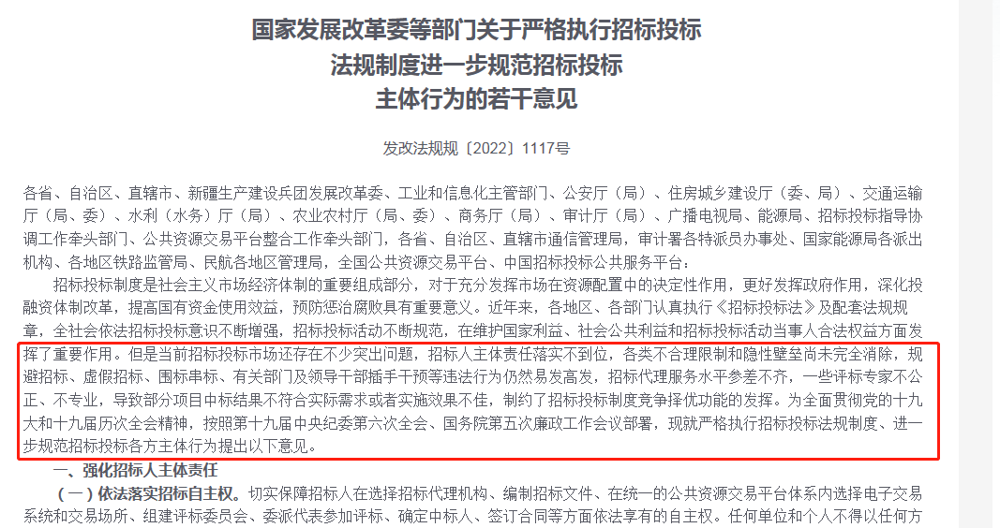 国家发展改革委等部门关于严格执行招标投标
法规制度进一步规范招标投标
主体行为的若干意见
发改法规规〔2022〕1117号
各省、自治区、直辖市、新疆生产建设兵团发展改革委、工业和信息化主管部门、公安厅（局）、住房城乡建设厅（委、局）、交通运输
厅（局、委）、水利（水务）厅（局）、农业农村厅（局、委）、商务厅（局）、审计厅（局）、广播电视局、能源局、招标投标指导协
调工作牵头部门、公共资源交易平台整合工作牵头部门，各省、自治区、直辖市通信管理局，审计署各特派员办事处、国家能源局各派出
机构、各地区铁路监管局、民航各地区管理局，全国公共资源交易平台、中国招标投标公共服务平台：
招标投标制度是社会主义市场经济体制的重要组成部分，对于充分发挥市场在资源配置中的决定性作用，更好发挥政府作用，深化投
融资体制改革，提高国有资金使用效益，预防惩治腐败具有重要意义。近年来，各地区、各部门认真执行《招标投标法》及配套法规规
章，全社会依法招标投标意识不断增强，招标投标活动不断规范，在维护国家利益、社会公共利益和招标投标活动当事人合法权益方面发
挥了重要作用。但是当前招标投标市场还存在不少突出问题，招标人主体责任落实不到位，各类不合理限制和隐性壁垒尚未完全消除，规
避招标、虚假招标、围标串标、有关部门及领导干部插手干预等违法行为仍然易发高发，招标代理服务水平参差不齐，一些评标专家不公
正、不专业，导致部分项目中标结果不符合实际需求或者实施效果不佳，制约了招标投标制度竞争择优功能的发挥。为全面贯彻党的十九
大和十九届历次全会精神，按照第十九届中央纪委第六次全会、国务院第五次廉政工作会议部署，现就严格执行招标投标法规制度、进一
步规范招标投标各方主体行为提出以下意见。
一、强化招标人主体责任
（一）依法落实招标自主权。切实保障招标人在选择招标代理机构、编制招标文件、在统一的公共资源交易平台体系内选择电子交易
系统和交易场所、组建评标委员会、委派代表参加评标、确定中标人、签订合同等方面依法享有的自主权。任何单位和个人不得以任何方